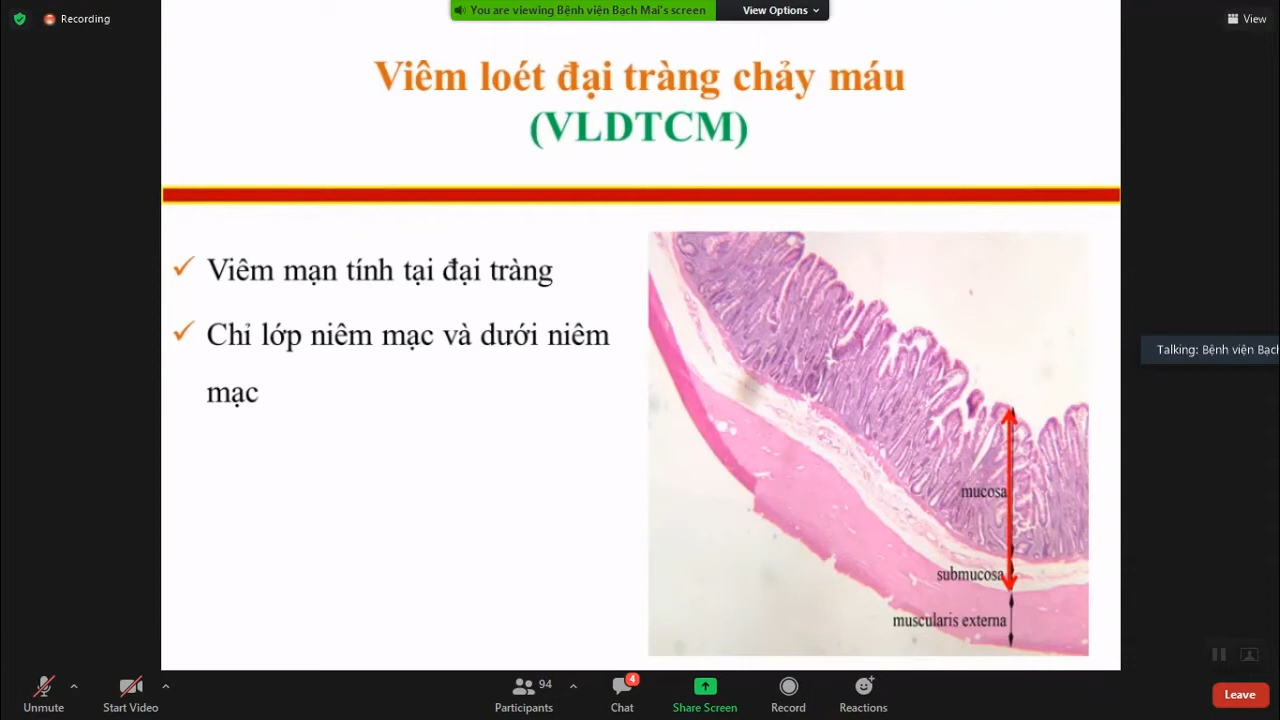 Recording
You are viewing Bệnh viện Bạch Mai's screen
View Options
View
Viêm loét đại tràng chảy máu
(VLDTCM)
Viêm mạn tính tại đại tràng
Chỉ lớp niêm mạc và dưới niêm
mạc
mucosa
submucosa
muscularis externa
Talking: Bệnh viện Bạch
Unmute
Start Video
94
Participants
4
Chat
Share Screen
Record
Reactions
Leave